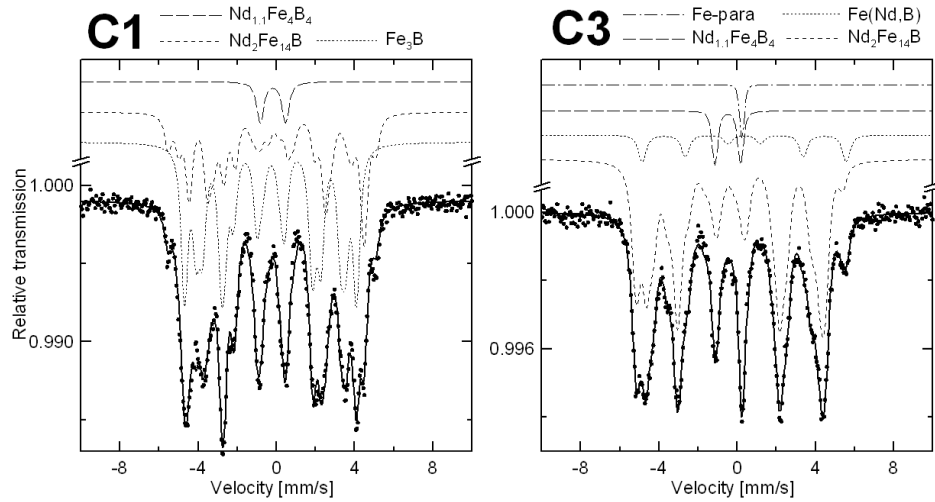 C1
Nd₁.₁Fe₄B₄
Nd₂Fe₁₄B Fe₃B
Relative transmission
1.000
0.990
-8 -4 0 4 8
Velocity [mm/s]
C3
Fe-para Fe(Nd,B)
Nd₁.₁Fe₄B₄ Nd₂Fe₁₄B
1.000
0.996
-8 -4 0 4 8
Velocity [mm/s]